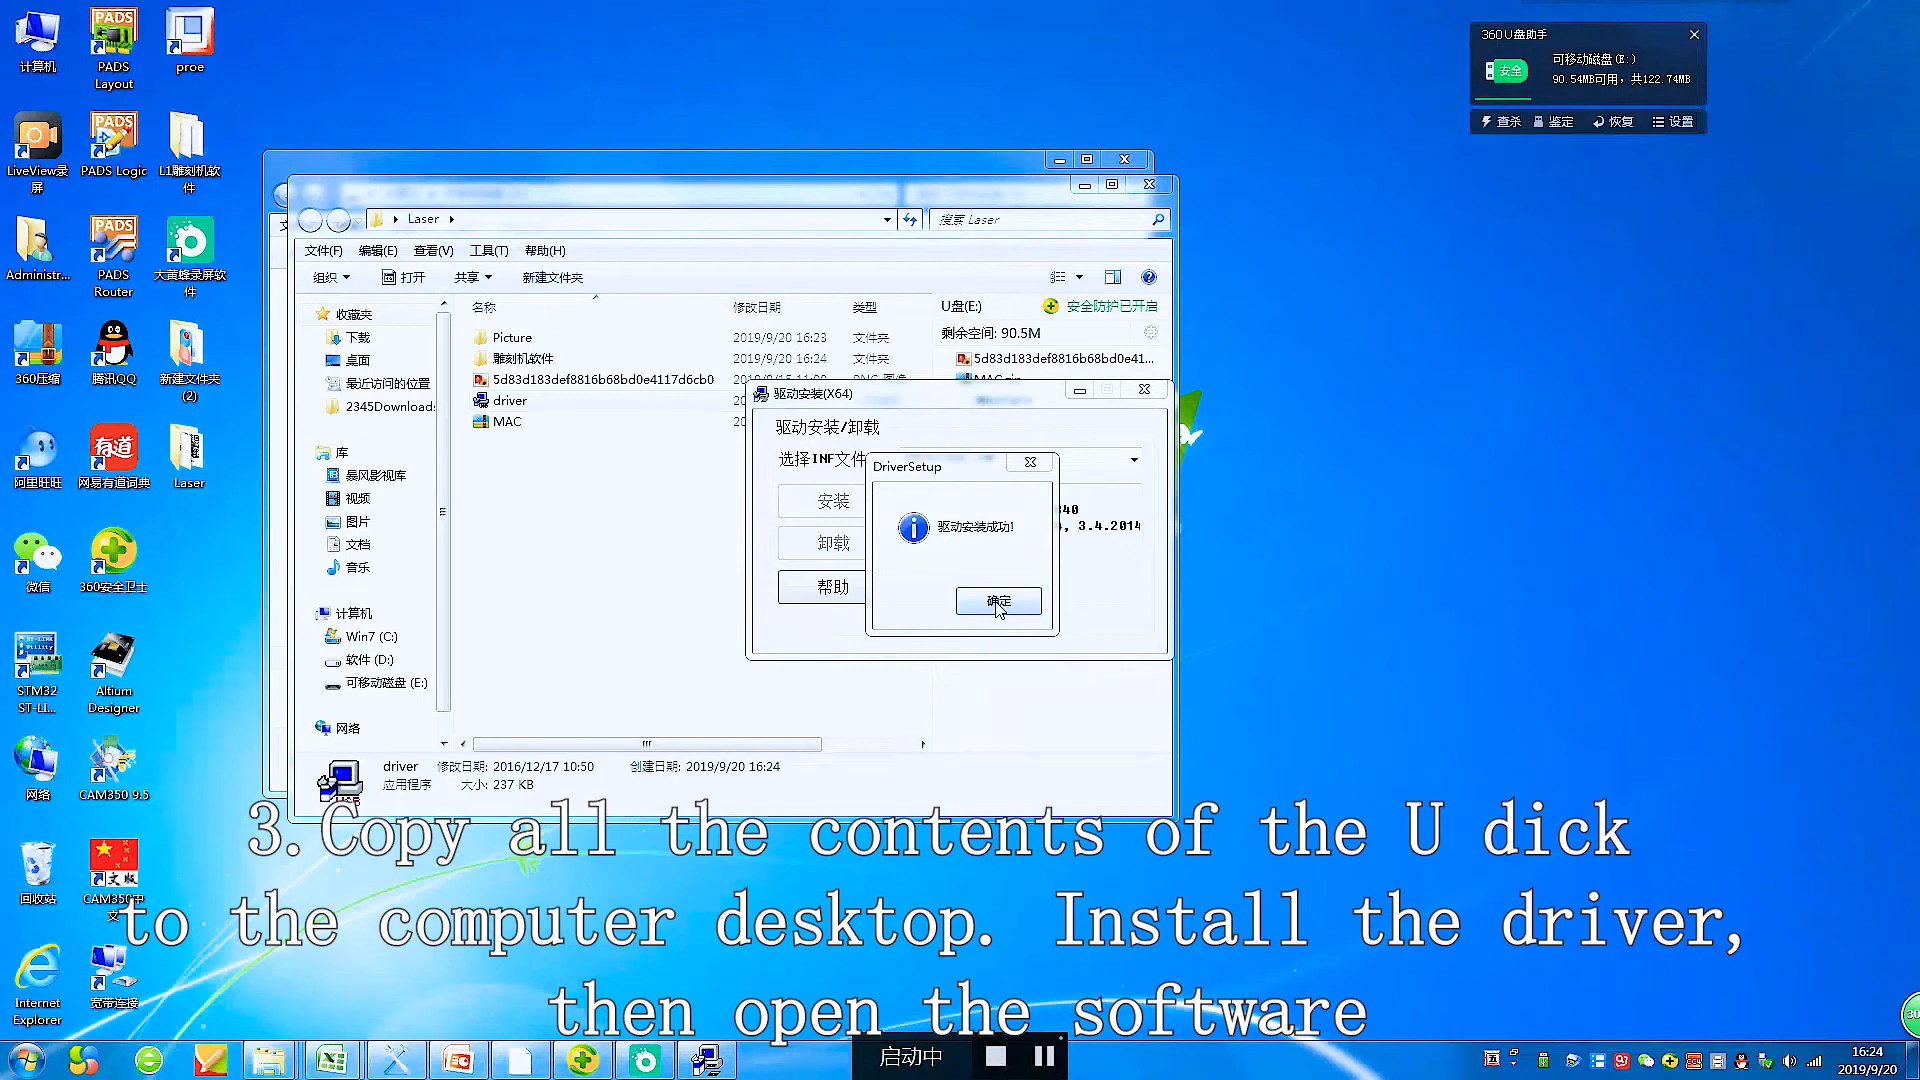 计算机
PADS
Layout
proe
LiveView录
屏
PADS Logic
L1雕刻机软
件
Administr...
PADS
Router
大黄蜂录屏软
件
360压缩
腾讯QQ
新建文件夹
(2)
阿里旺旺
有道
网易有道词典
Laser
微信
360安全卫士
STM32
ST-LI...
Altium
Designer
网络
CAM350 9.5
回收站
CAM350中
文
Internet
Explorer
宽带连接
360U盘助手
安全
可移动磁盘(E:)
90.54MB可用，共122.74MB
查杀 鉴定 恢复 设置
Laser
搜索 Laser
文件(F) 编辑(E) 查看(V) 工具(T) 帮助(H)
组织 打开 共享 新建文件夹
收藏夹
下载
桌面
最近访问的位置
2345Downloads
库
暴风影视库
视频
图片
文档
音乐
计算机
Win7 (C:)
软件 (D:)
可移动磁盘 (E:)
网络
名称 修改日期 类型
Picture 2019/9/20 16:23 文件夹
雕刻机软件 2019/9/20 16:24 文件夹
5d83d183def8816b68bd0e4117d6cb0
driver
MAC
U盘(E:) 安全防护已开启
剩余空间: 90.5M
5d83d183def8816b68bd0e41...
驱动安装(X64)
驱动安装/卸载
选择INF文件
安装
卸载
帮助
, 3.4.2014
DriverSetup
驱动安装成功!
确定
driver 修改日期: 2016/12/17 10:50 创建日期: 2019/9/20 16:24
应用程序 大小: 237 KB
3.Copy all the contents of the U dick
to the computer desktop. Install the driver,
then open the software
启动中
16:24
2019/9/20